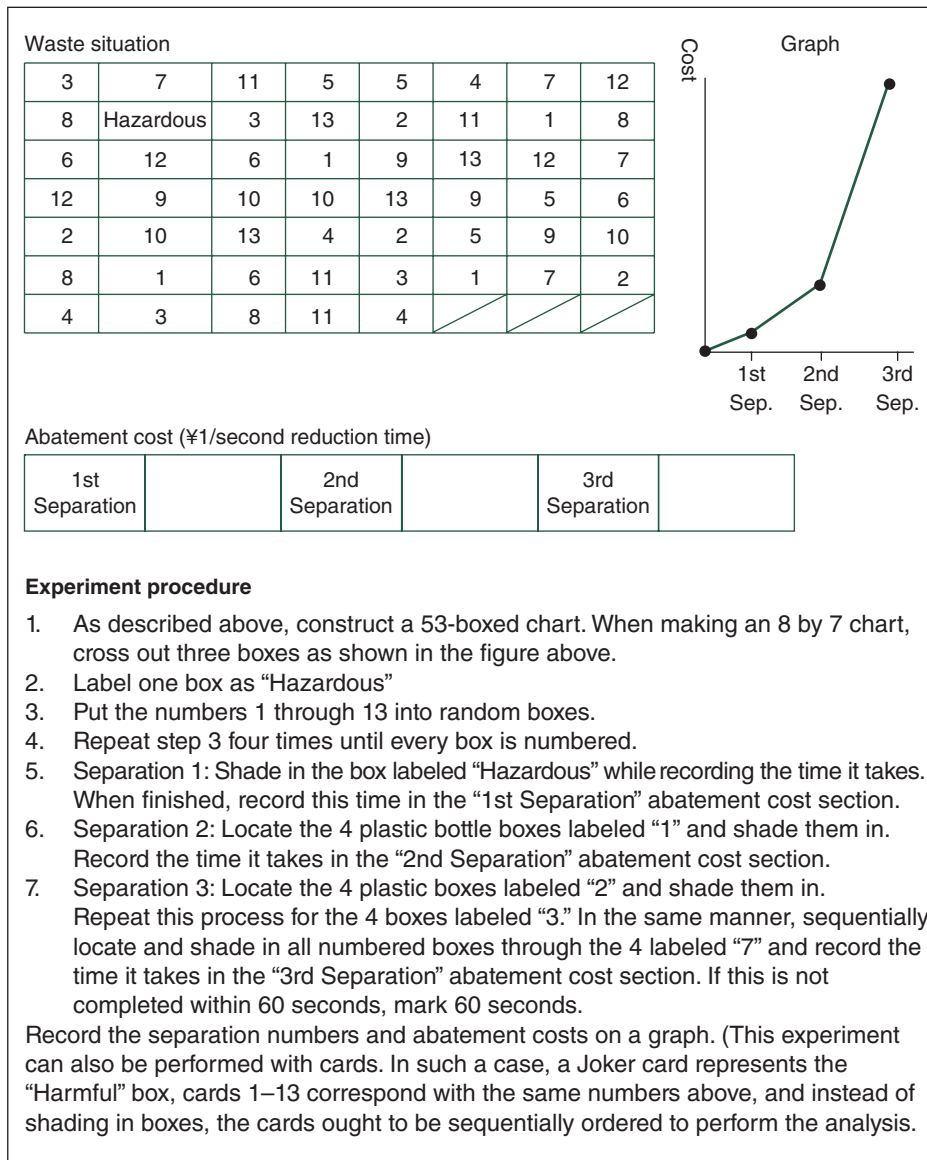 Waste situation
3 7 11 5 5 4 7 12
8 Hazardous 3 13 2 11 1 8
6 12 6 1 9 13 12 7
12 9 10 10 13 9 5 6
2 10 13 4 2 5 9 10
8 1 6 11 3 1 7 2
4 3 8 11 4
Graph
Cost
1st 2nd 3rd
Sep. Sep. Sep.
Abatement cost (¥1/second reduction time)
1st 2nd 3rd
Separation Separation Separation
Experiment procedure
1. As described above, construct a 53-boxed chart. When making an 8 by 7 chart,
cross out three boxes as shown in the figure above.
2. Label one box as “Hazardous”
3. Put the numbers 1 through 13 into random boxes.
4. Repeat step 3 four times until every box is numbered.
5. Separation 1: Shade in the box labeled “Hazardous” while recording the time it takes.
When finished, record this time in the “1st Separation” abatement cost section.
6. Separation 2: Locate the 4 plastic bottle boxes labeled “1” and shade them in.
Record the time it takes in the “2nd Separation” abatement cost section.
7. Separation 3: Locate the 4 plastic boxes labeled “2” and shade them in.
Repeat this process for the 4 boxes labeled “3.” In the same manner, sequentially
locate and shade in all numbered boxes through the 4 labeled “7” and record the
time it takes in the “3rd Separation” abatement cost section. If this is not
completed within 60 seconds, mark 60 seconds.
Record the separation numbers and abatement costs on a graph. (This experiment
can also be performed with cards. In such a case, a Joker card represents the
“Harmful” box, cards 1–13 correspond with the same numbers above, and instead of
shading in boxes, the cards ought to be sequentially ordered to perform the analysis.